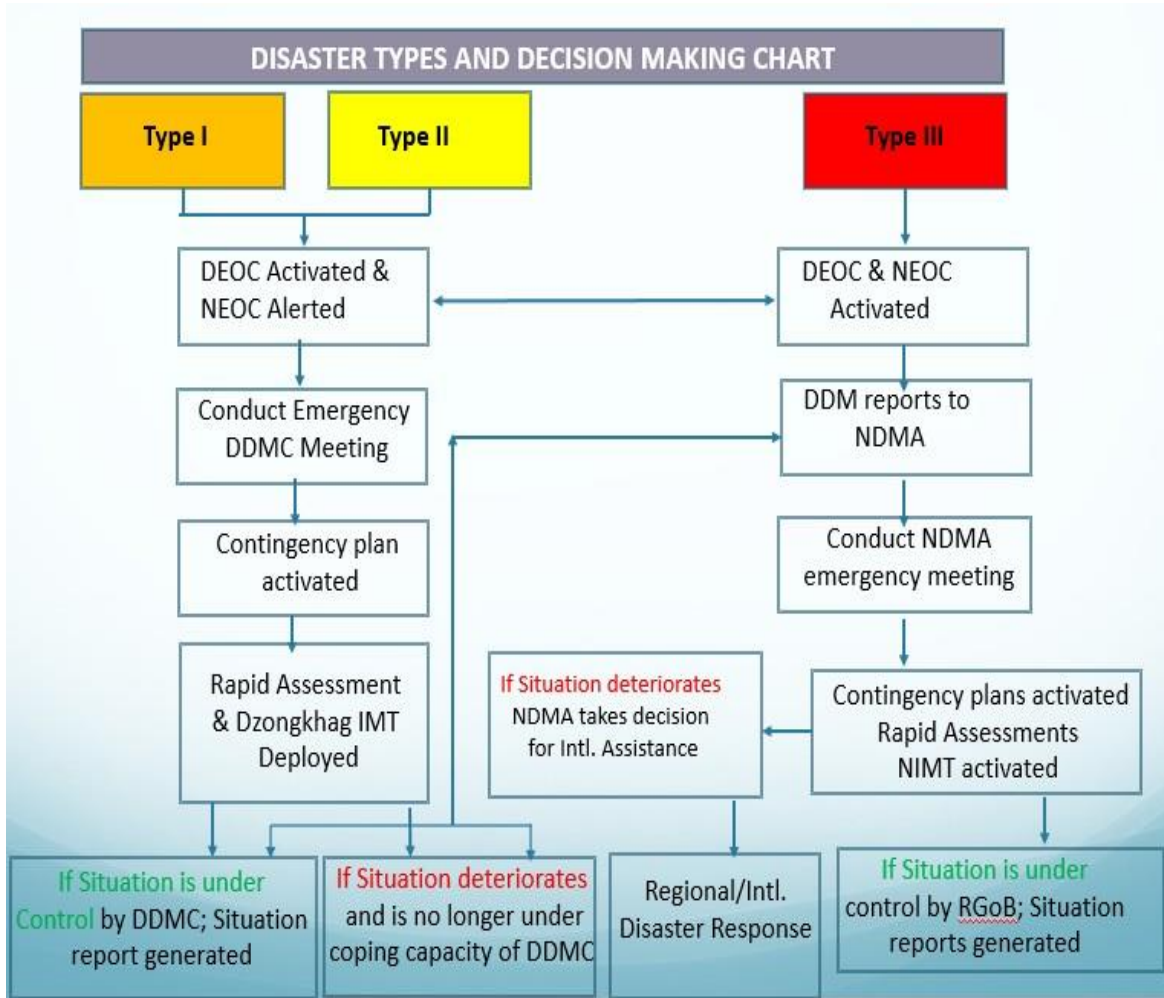 DISASTER TYPES AND DECISION MAKING CHART
Type I
Type II
Type III
DEOC Activated &
NEOC Alerted
DEOC & NEOC
Activated
Conduct Emergency
DDMC Meeting
DDM reports to
NDMA
Contingency plan
activated
Conduct NDMA
emergency meeting
Rapid Assessment
& Dzongkhag IMT
Deployed
If Situation deteriorates
NDMA takes decision
for Intl. Assistance
Contingency plans activated
Rapid Assessments
NIMT activated
If Situation is under
Control by DDMC; Situation
report generated
If Situation deteriorates
and is no longer under
coping capacity of DDMC
Regional/Intl.
Disaster Response
If Situation is under
control by RGoB; Situation
reports generated